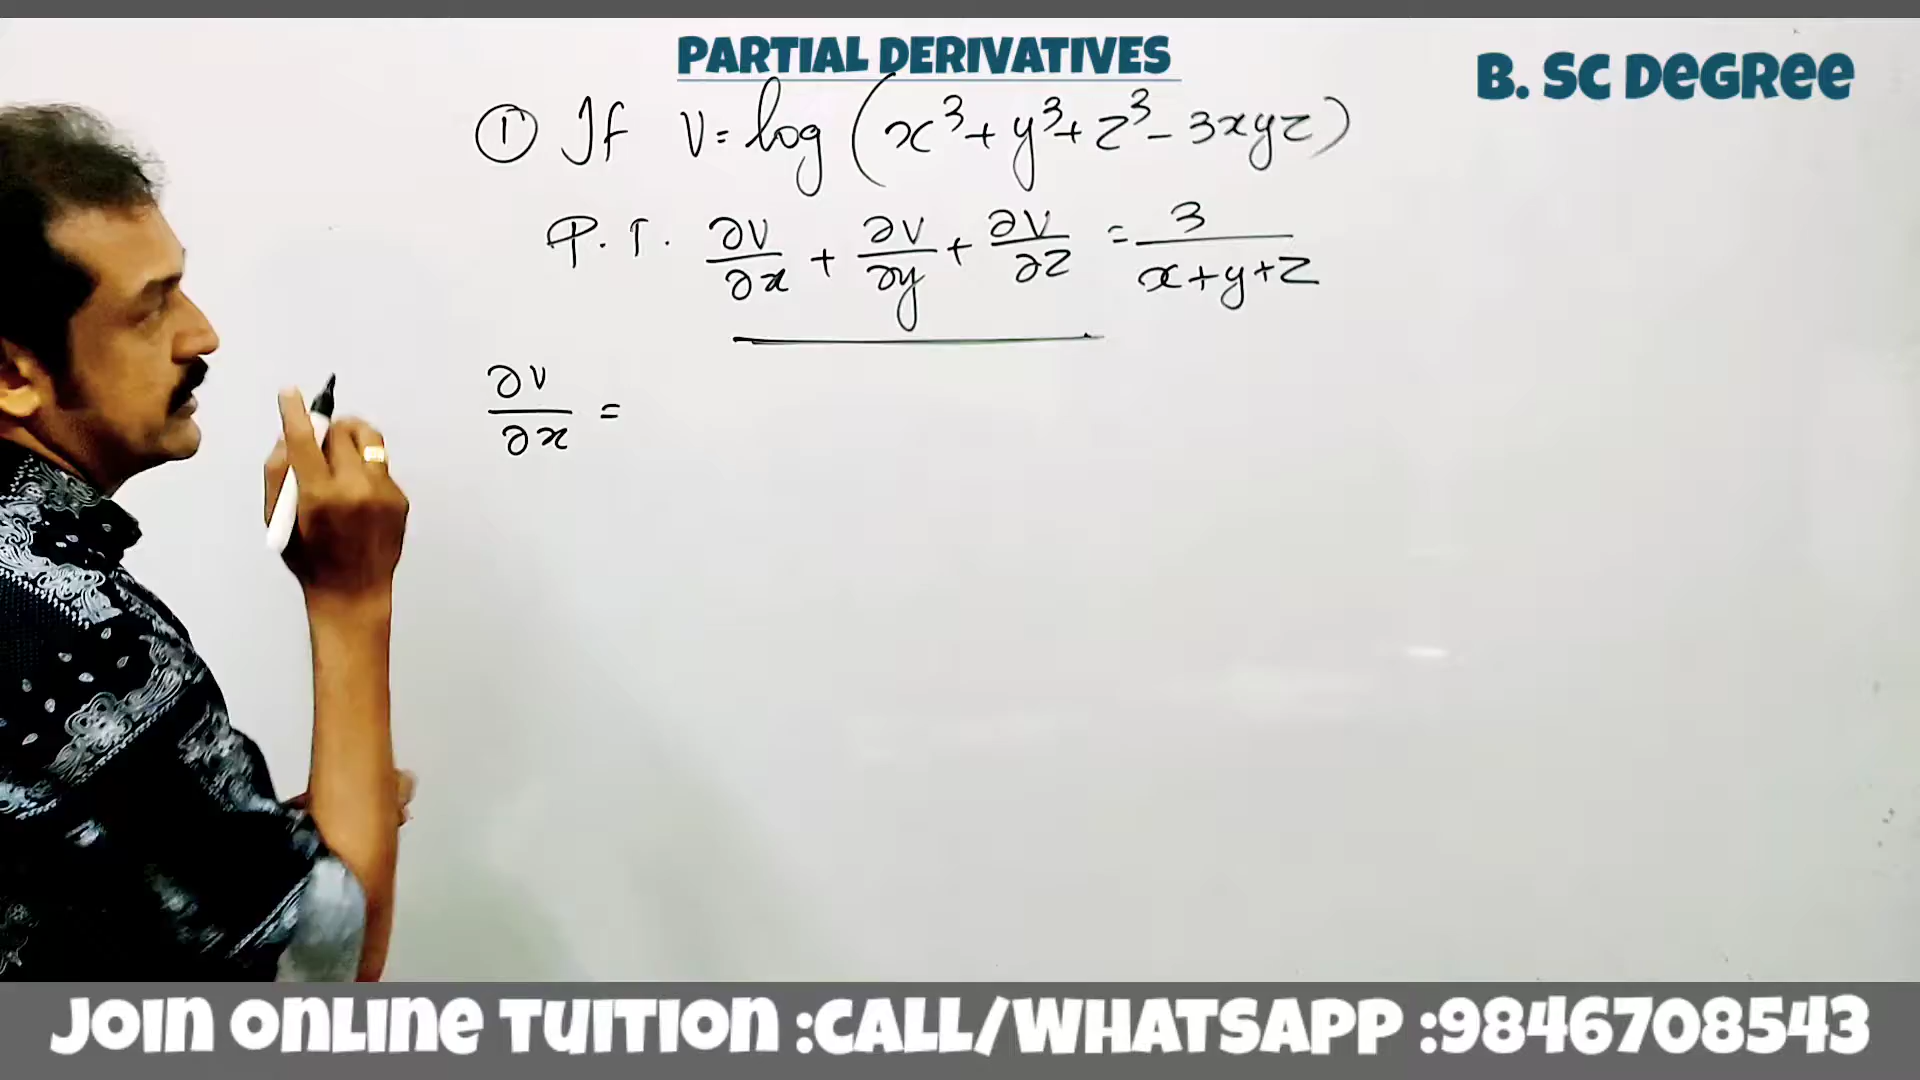 PARTIAL DERIVATIVES
B. SC DEGREE
① If V = log (x³ + y³ + z³ - 3xyz)
P.T. ∂V/∂x + ∂V/∂y + ∂V/∂z = 3/(x+y+z)
∂V/∂x =
JOIN ONLINE TUITION :CALL/WHATSAPP :9846708543